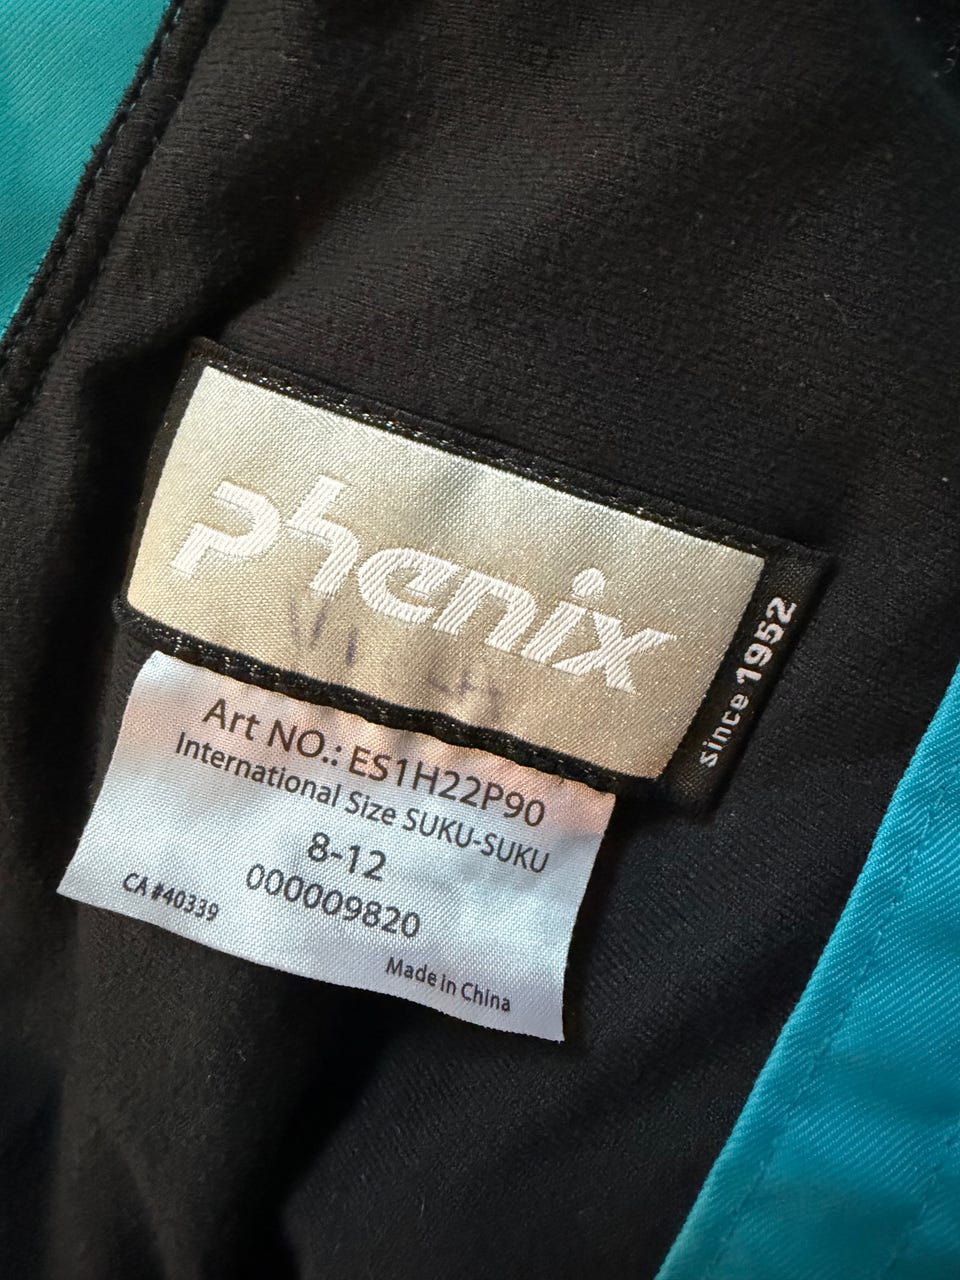 phenix
since 1952
Art NO.: ES1H22P90
International Size SUKU-SUKU
8-12
000009820
CA #40339
Made in China